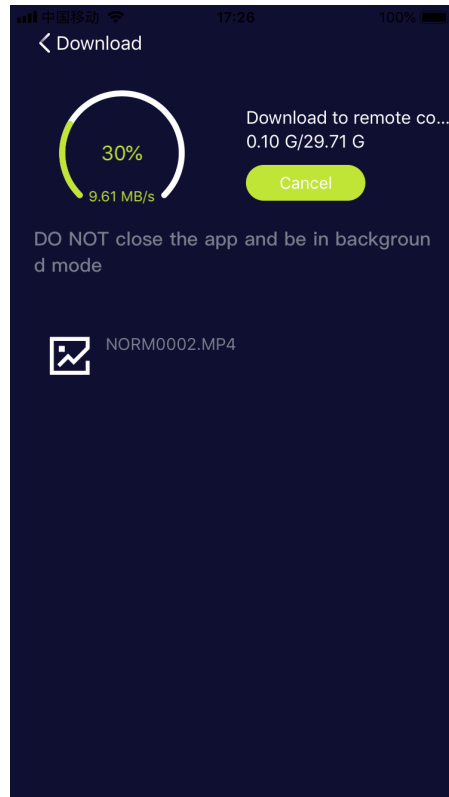 中国移动 17:26 100%
Download
Download to remote co...
0.10 G/29.71 G
30%
9.61 MB/s
Cancel
DO NOT close the app and be in backgroun
d mode
NORM0002.MP4